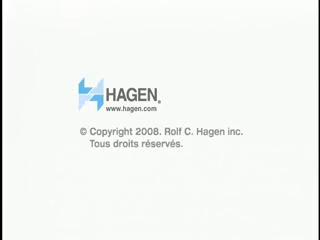 HAGEN®
www.hagen.com
© Copyright 2008. Rolf C. Hagen inc.
Tous droits réservés.